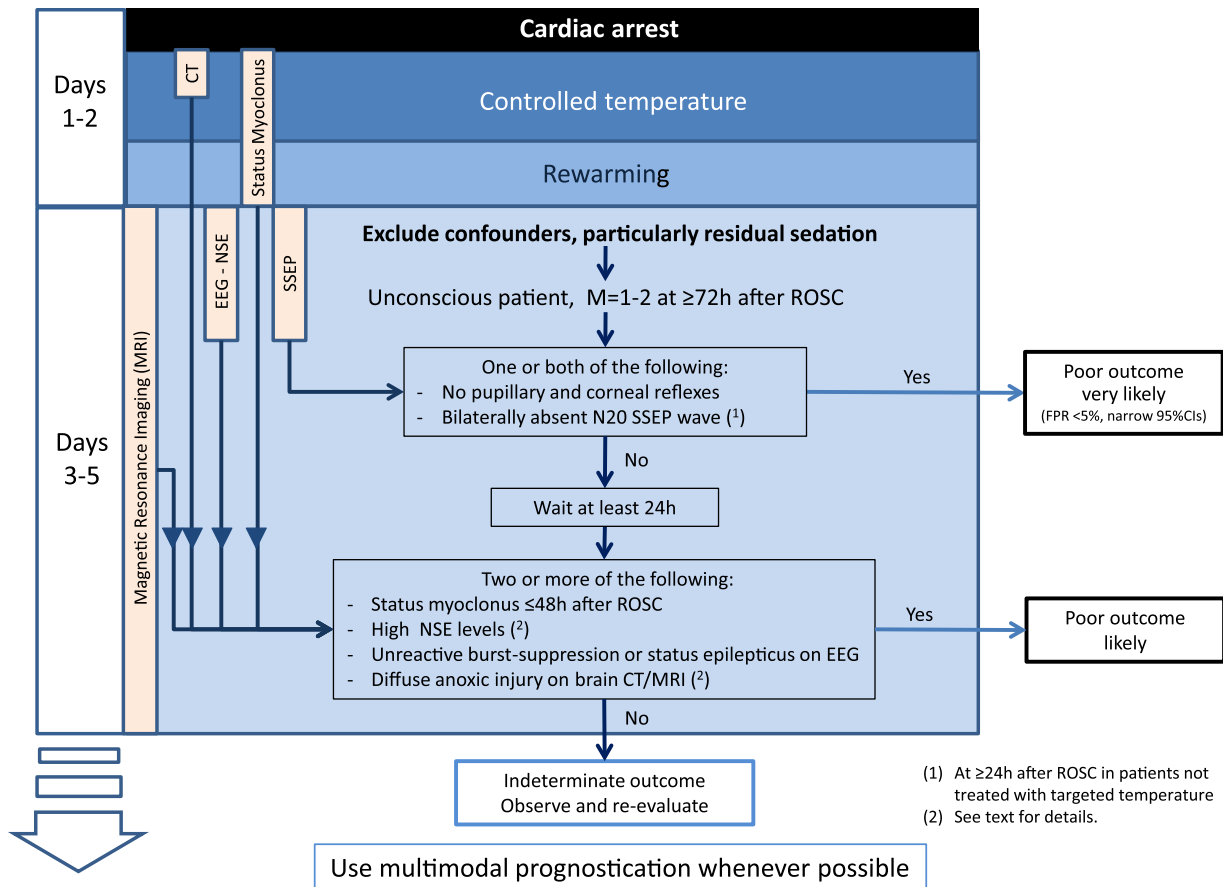 Cardiac arrest
Days
1-2
CT
Status Myoclonus
Controlled temperature
Rewarming
Days
3-5
Magnetic Resonance Imaging (MRI)
EEG - NSE
SSEP
Exclude confounders, particularly residual sedation
Unconscious patient, M=1-2 at ≥72h after ROSC
One or both of the following:
- No pupillary and corneal reflexes
- Bilaterally absent N20 SSEP wave (1)
Yes
Poor outcome
very likely
(FPR <5%, narrow 95%CIs)
No
Wait at least 24h
Two or more of the following:
- Status myoclonus ≤48h after ROSC
- High NSE levels (2)
- Unreactive burst-suppression or status epilepticus on EEG
- Diffuse anoxic injury on brain CT/MRI (2)
Yes
Poor outcome
likely
No
Indeterminate outcome
Observe and re-evaluate
(1) At ≥24h after ROSC in patients not
treated with targeted temperature
(2) See text for details.
Use multimodal prognostication whenever possible